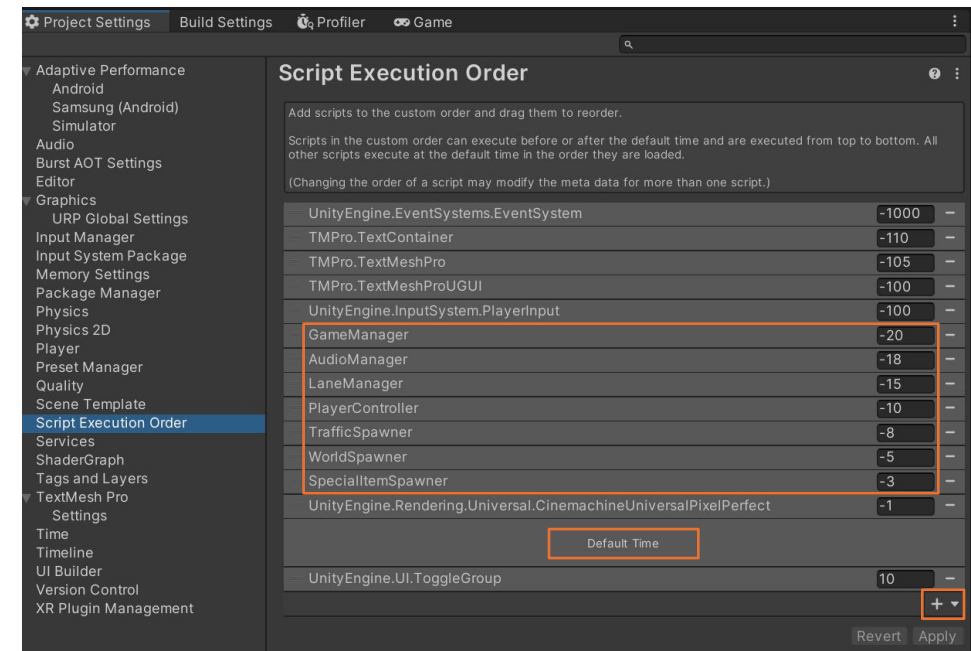 Project Settings
Build Settings
Profiler
Game
Adaptive Performance
Android
Samsung (Android)
Simulator
Audio
Burst AOT Settings
Editor
Graphics
URP Global Settings
Input Manager
Input System Package
Memory Settings
Package Manager
Physics
Physics 2D
Player
Preset Manager
Quality
Scene Template
Script Execution Order
Services
ShaderGraph
Tags and Layers
TextMesh Pro
Settings
Time
Timeline
UI Builder
Version Control
XR Plugin Management
Script Execution Order
Add scripts to the custom order and drag them to reorder.
Scripts in the custom order can execute before or after the default time and are executed from top to bottom. All
other scripts execute at the default time in the order they are loaded.
(Changing the order of a script may modify the meta data for more than one script.)
UnityEngine.EventSystems.EventSystem -1000
TMPro.TextContainer -110
TMPro.TextMeshPro -105
TMPro.TextMeshProUGUI -100
UnityEngine.InputSystem.PlayerInput -100
GameManager -20
AudioManager -18
LaneManager -15
PlayerController -10
TrafficSpawner -8
WorldSpawner -5
SpecialItemSpawner -3
UnityEngine.Rendering.Universal.CinemachineUniversalPixelPerfect -1
Default Time
UnityEngine.UI.ToggleGroup 10
Revert Apply